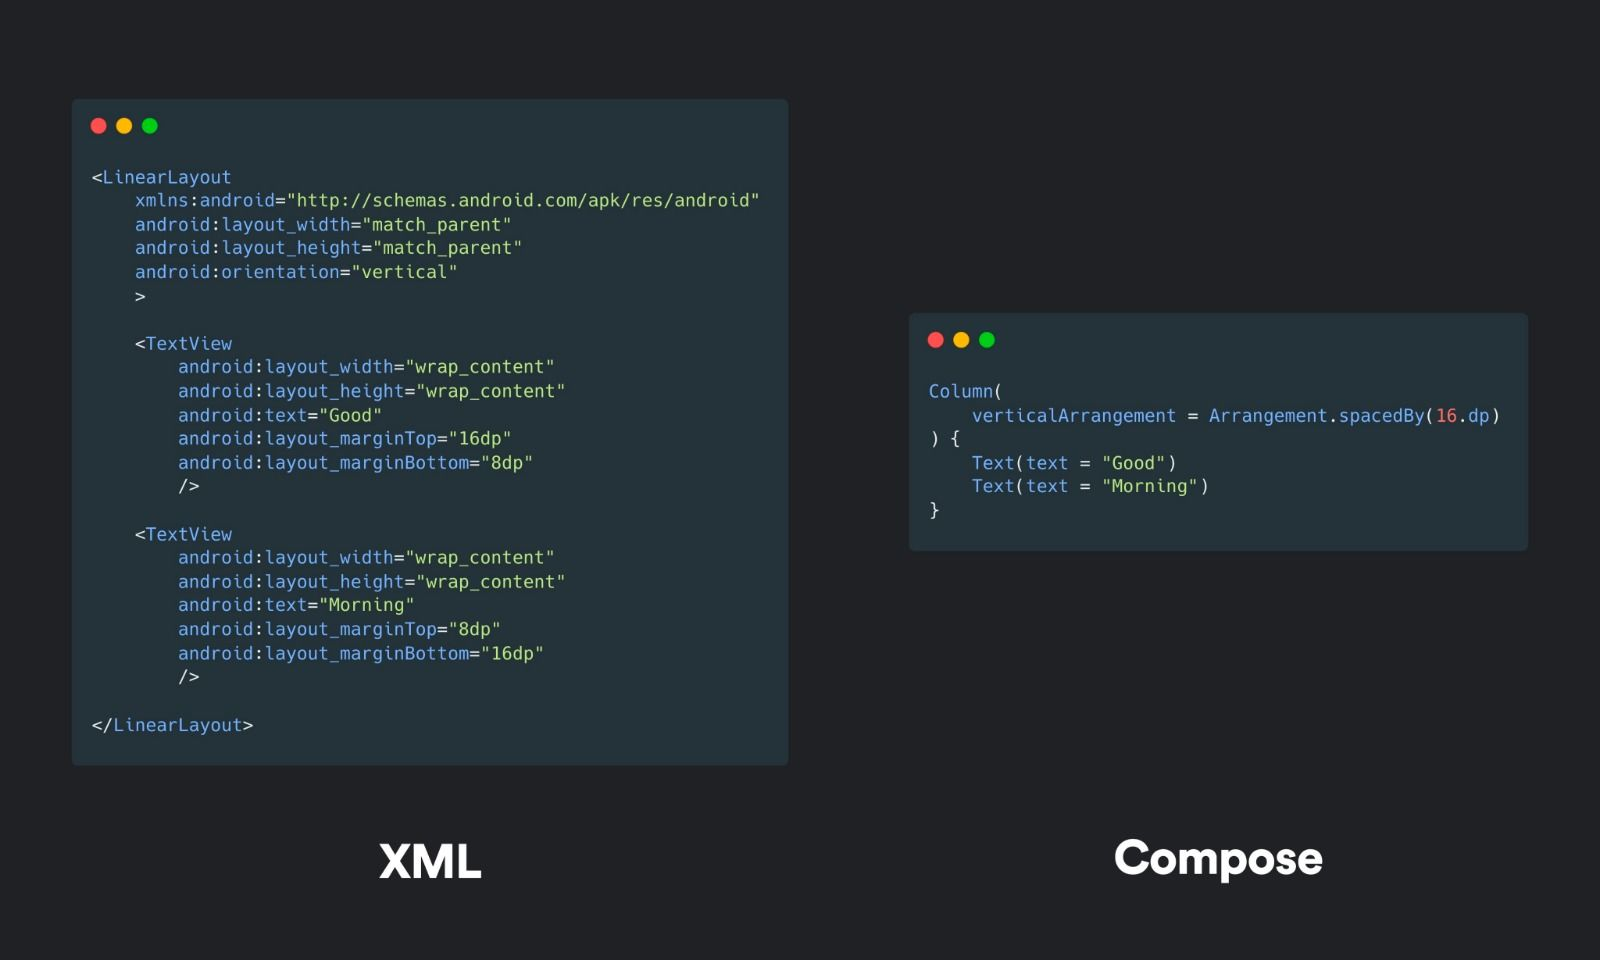 <LinearLayout
    xmlns:android="http://schemas.android.com/apk/res/android"
    android:layout_width="match_parent"
    android:layout_height="match_parent"
    android:orientation="vertical"
    >

    <TextView
        android:layout_width="wrap_content"
        android:layout_height="wrap_content"
        android:text="Good"
        android:layout_marginTop="16dp"
        android:layout_marginBottom="8dp"
        />

    <TextView
        android:layout_width="wrap_content"
        android:layout_height="wrap_content"
        android:text="Morning"
        android:layout_marginTop="8dp"
        android:layout_marginBottom="16dp"
        />

</LinearLayout>
XML
Column(
    verticalArrangement = Arrangement.spacedBy(16.dp)
) {
    Text(text = "Good")
    Text(text = "Morning")
}
Compose